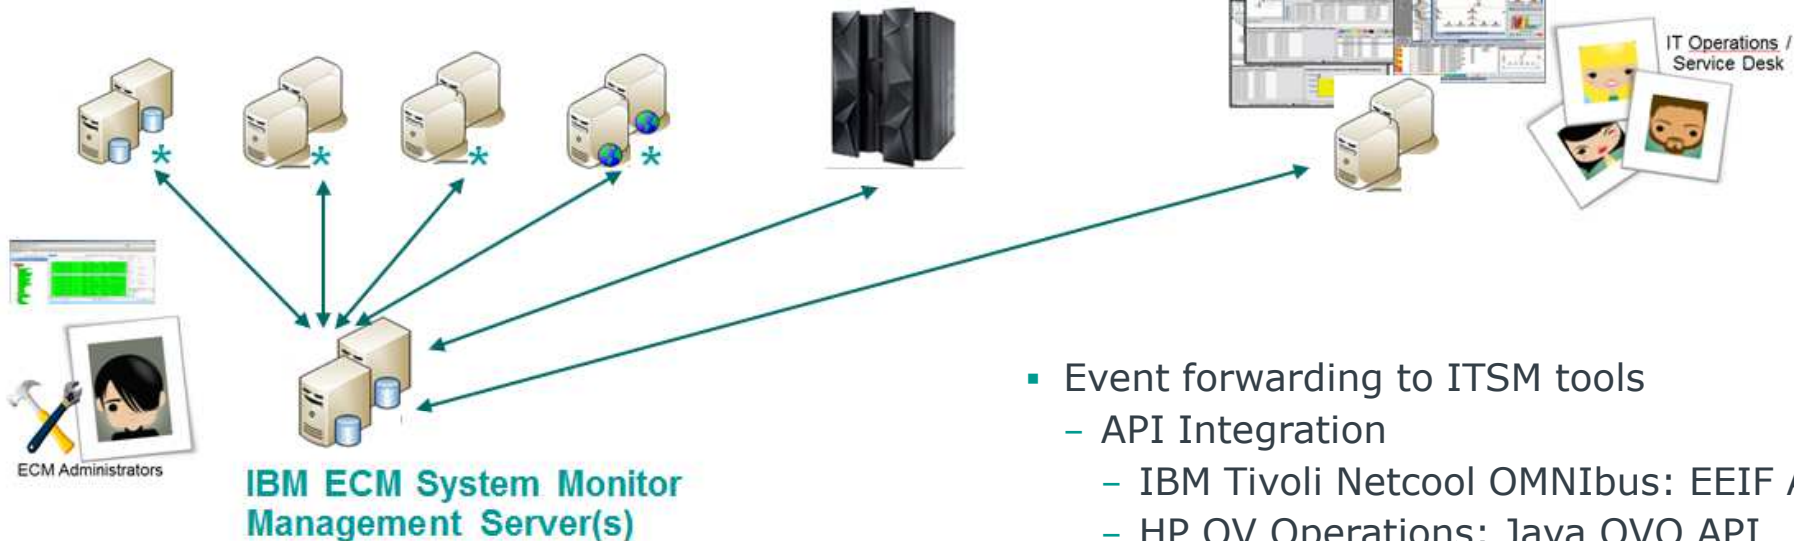 IT Operations /
Service Desk
*
*
*
*
ECM Administrators
IBM ECM System Monitor
Management Server(s)
▪ Event forwarding to ITSM tools
– API Integration
– IBM Tivoli Netcool OMNIbus: EEIF
– HP OV Operations: Java OVO API